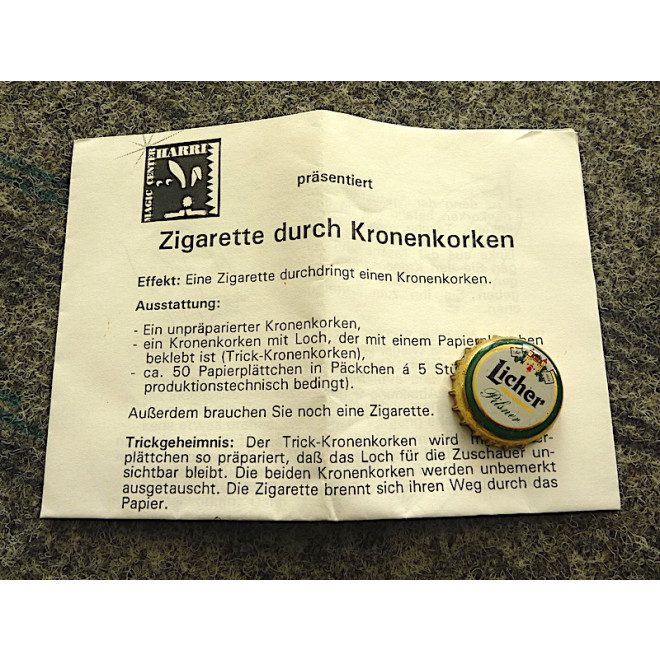 MAGIC CENTER HARRI
präsentiert
Zigarette durch Kronenkorken
Effekt: Eine Zigarette durchdringt einen Kronenkorken.
Ausstattung:
- Ein unpräparierter Kronenkorken,
- ein Kronenkorken mit Loch, der mit einem Papier chen
beklebt ist (Trick-Kronenkorken),
- ca. 50 Papierplättchen in Päckchen á 5 Stü
produktionstechnisch bedingt).
Außerdem brauchen Sie noch eine Zigarette.
Trickgeheimnis: Der Trick-Kronenkorken wird er-
plättchen so präpariert, daß das Loch für die Zuschauer un-
sichtbar bleibt. Die beiden Kronenkorken werden unbemerkt
ausgetauscht. Die Zigarette brennt sich ihren Weg durch das
Papier.
Licher
Pilsner